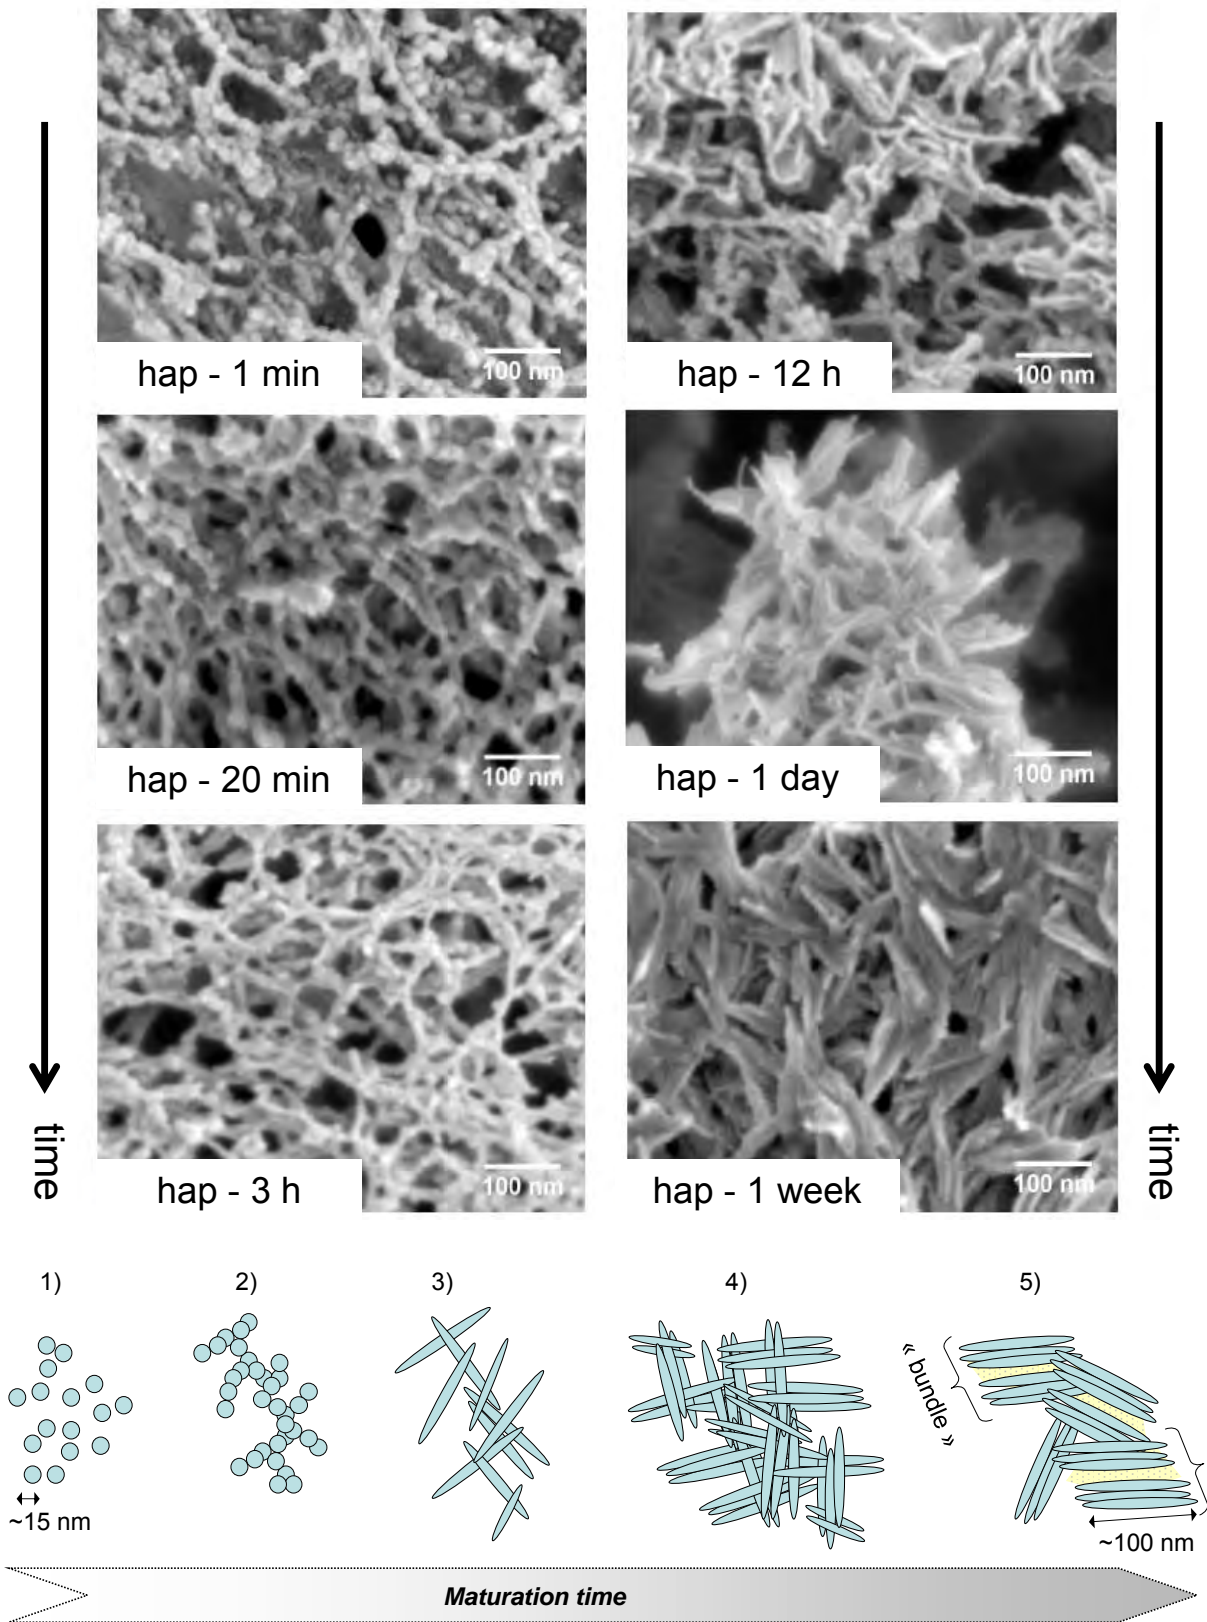 100 nm
hap - 1 min
100 nm
hap - 12 h
100 nm
hap - 20 min
100 nm
hap - 1 day
100 nm
hap - 3 h
100 nm
hap - 1 week
time
time
1)
2)
3)
4)
5)
« bundle »
~15 nm
~100 nm
Maturation time